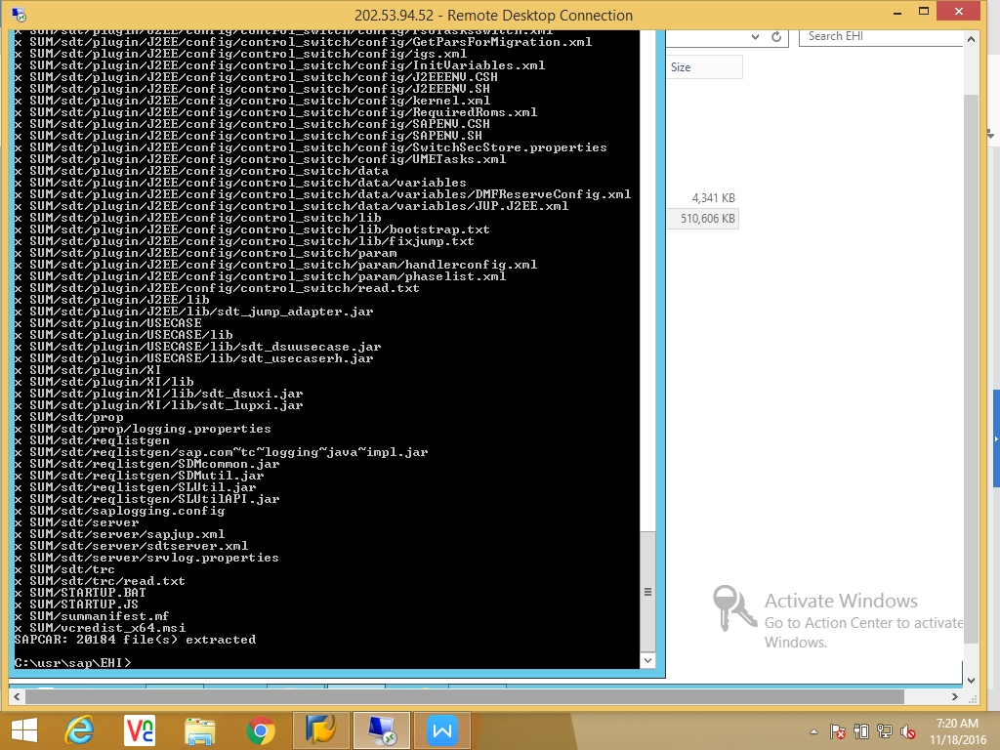 202.53.94.52 - Remote Desktop Connection
x SUM/sdt/plugin/J2EE/config/control_switch/config/GetParsForMigration.xml
x SUM/sdt/plugin/J2EE/config/control_switch/config/igs.xml
x SUM/sdt/plugin/J2EE/config/control_switch/config/InitVariables.xml
x SUM/sdt/plugin/J2EE/config/control_switch/config/J2EEENV.CSH
x SUM/sdt/plugin/J2EE/config/control_switch/config/J2EEENV.SH
x SUM/sdt/plugin/J2EE/config/control_switch/config/kernel.xml
x SUM/sdt/plugin/J2EE/config/control_switch/config/RequiredRoms.xml
x SUM/sdt/plugin/J2EE/config/control_switch/config/SAPENV.CSH
x SUM/sdt/plugin/J2EE/config/control_switch/config/SAPENV.SH
x SUM/sdt/plugin/J2EE/config/control_switch/config/SwitchSecStore.properties
x SUM/sdt/plugin/J2EE/config/control_switch/config/UMETasks.xml
x SUM/sdt/plugin/J2EE/config/control_switch/data
x SUM/sdt/plugin/J2EE/config/control_switch/data/variables
x SUM/sdt/plugin/J2EE/config/control_switch/data/variables/DMFReserveConfig.xml
x SUM/sdt/plugin/J2EE/config/control_switch/data/variables/JUP.J2EE.xml
x SUM/sdt/plugin/J2EE/config/control_switch/lib
x SUM/sdt/plugin/J2EE/config/control_switch/lib/bootstrap.txt
x SUM/sdt/plugin/J2EE/config/control_switch/lib/fixjump.txt
x SUM/sdt/plugin/J2EE/config/control_switch/param
x SUM/sdt/plugin/J2EE/config/control_switch/param/handlerconfig.xml
x SUM/sdt/plugin/J2EE/config/control_switch/param/phaselist.xml
x SUM/sdt/plugin/J2EE/config/control_switch/read.txt
x SUM/sdt/plugin/J2EE/lib
x SUM/sdt/plugin/J2EE/lib/sdt_jump_adapter.jar
x SUM/sdt/plugin/USECASE
x SUM/sdt/plugin/USECASE/lib
x SUM/sdt/plugin/USECASE/lib/sdt_dsuusecase.jar
x SUM/sdt/plugin/USECASE/lib/sdt_usecaserh.jar
x SUM/sdt/plugin/XI
x SUM/sdt/plugin/XI/lib
x SUM/sdt/plugin/XI/lib/sdt_dsuxi.jar
x SUM/sdt/plugin/XI/lib/sdt_lupxi.jar
x SUM/sdt/prop
x SUM/sdt/prop/logging.properties
x SUM/sdt/reqlistgen
x SUM/sdt/reqlistgen/sap.com~tc~logging~java~impl.jar
x SUM/sdt/reqlistgen/SDMcommon.jar
x SUM/sdt/reqlistgen/SDMutil.jar
x SUM/sdt/reqlistgen/SLUtil.jar
x SUM/sdt/reqlistgen/SLUtilAPI.jar
x SUM/sdt/saplogging.config
x SUM/sdt/server
x SUM/sdt/server/sapjup.xml
x SUM/sdt/server/sdtserver.xml
x SUM/sdt/server/srvlog.properties
x SUM/sdt/trc
x SUM/sdt/trc/read.txt
x SUM/STARTUP.BAT
x SUM/STARTUP.JS
x SUM/summanifest.mf
x SUM/vcredist_x64.msi
SAPCAR: 20184 file(s) extracted
C:\usr\sap\EHI>
Search EHI
Size
4,341 KB
510,606 KB
Activate Windows
Go to Action Center to activate
Windows.
7:20 AM
11/18/2016